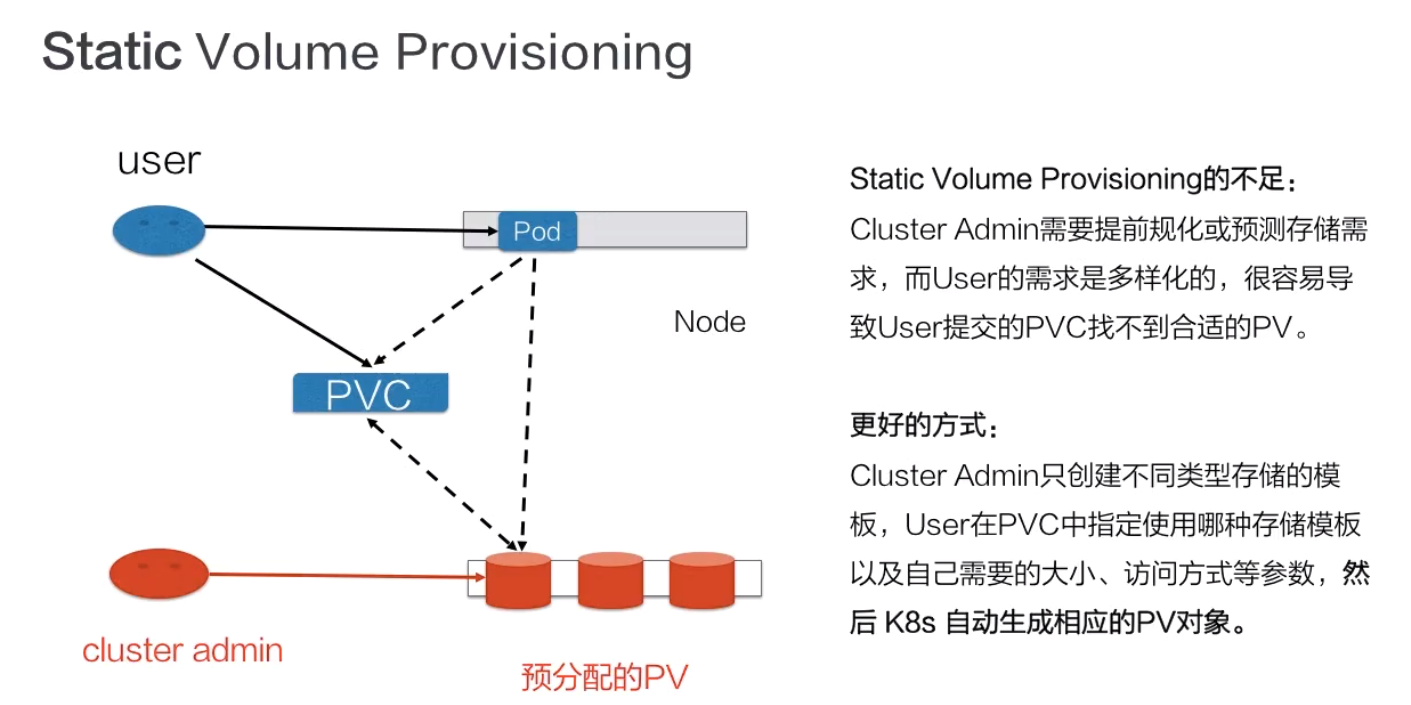 Static Volume Provisioning
user
Pod
Node
PVC
cluster admin
预分配的PV
Static Volume Provisioning的不足：
Cluster Admin需要提前规化或预测存储需
求，而User的需求是多样化的，很容易导
致User提交的PVC找不到合适的PV。
更好的方式：
Cluster Admin只创建不同类型存储的模
板，User在PVC中指定使用哪种存储模板
以及自己需要的大小、访问方式等参数，然
后 K8s 自动生成相应的PV对象。